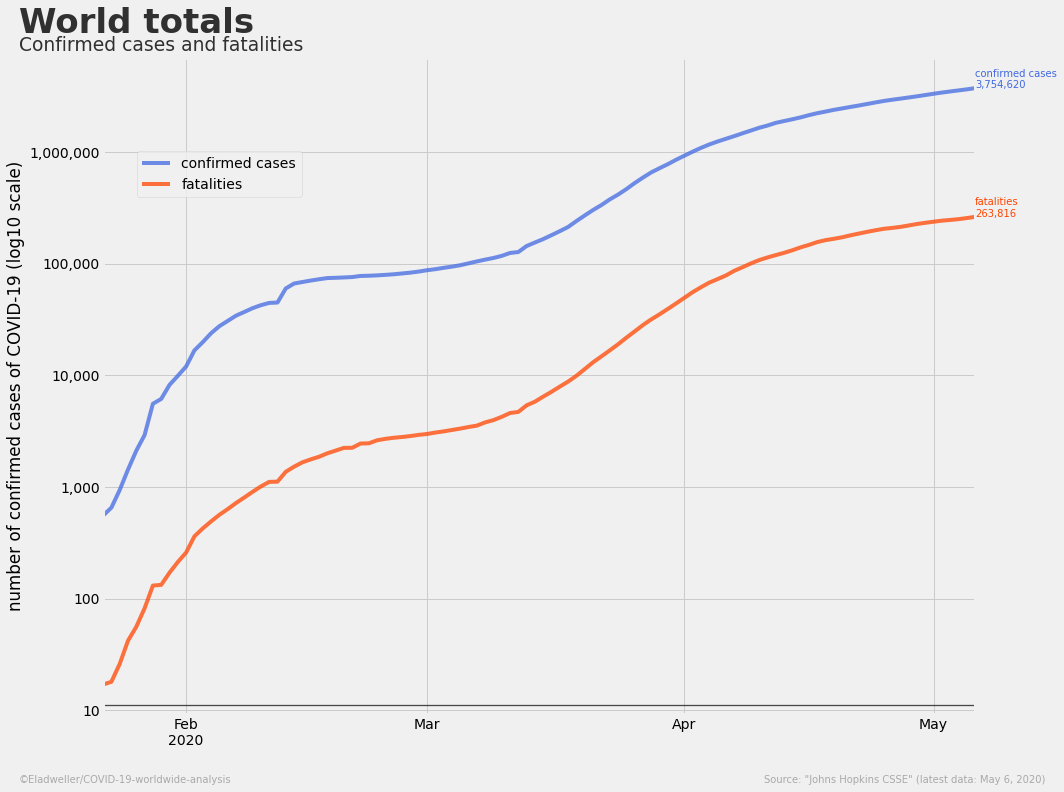 World totals
Confirmed cases and fatalities
confirmed cases
3,754,620
1,000,000
confirmed cases
fatalities
fatalities
263,816
100,000
10,000
1,000
100
10
number of confirmed cases of COVID-19 (log10 scale)
Feb
2020
Mar
Apr
May
©Eladweller/COVID-19-worldwide-analysis
Source: "Johns Hopkins CSSE" (latest data: May 6, 2020)